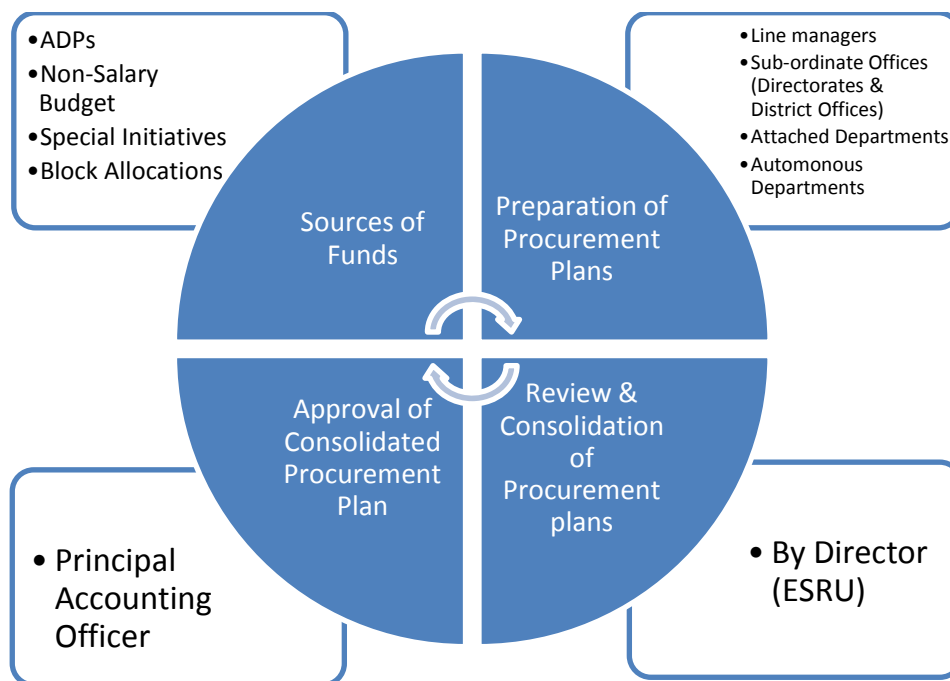 •ADPs
•Non-Salary
Budget
•Special Initiatives
•Block Allocations
•Line managers
•Sub-ordinate Offices
(Directorates &
District Offices)
•Attached Departments
•Automonous
Departments
Sources of
Funds
Preparation of
Procurement
Plans
Approval of
Consolidated
Procurement
Plan
Review &
Consolidation
of
Procurement
plans
• Principal
Accounting
Officer
• By Director
(ESRU)